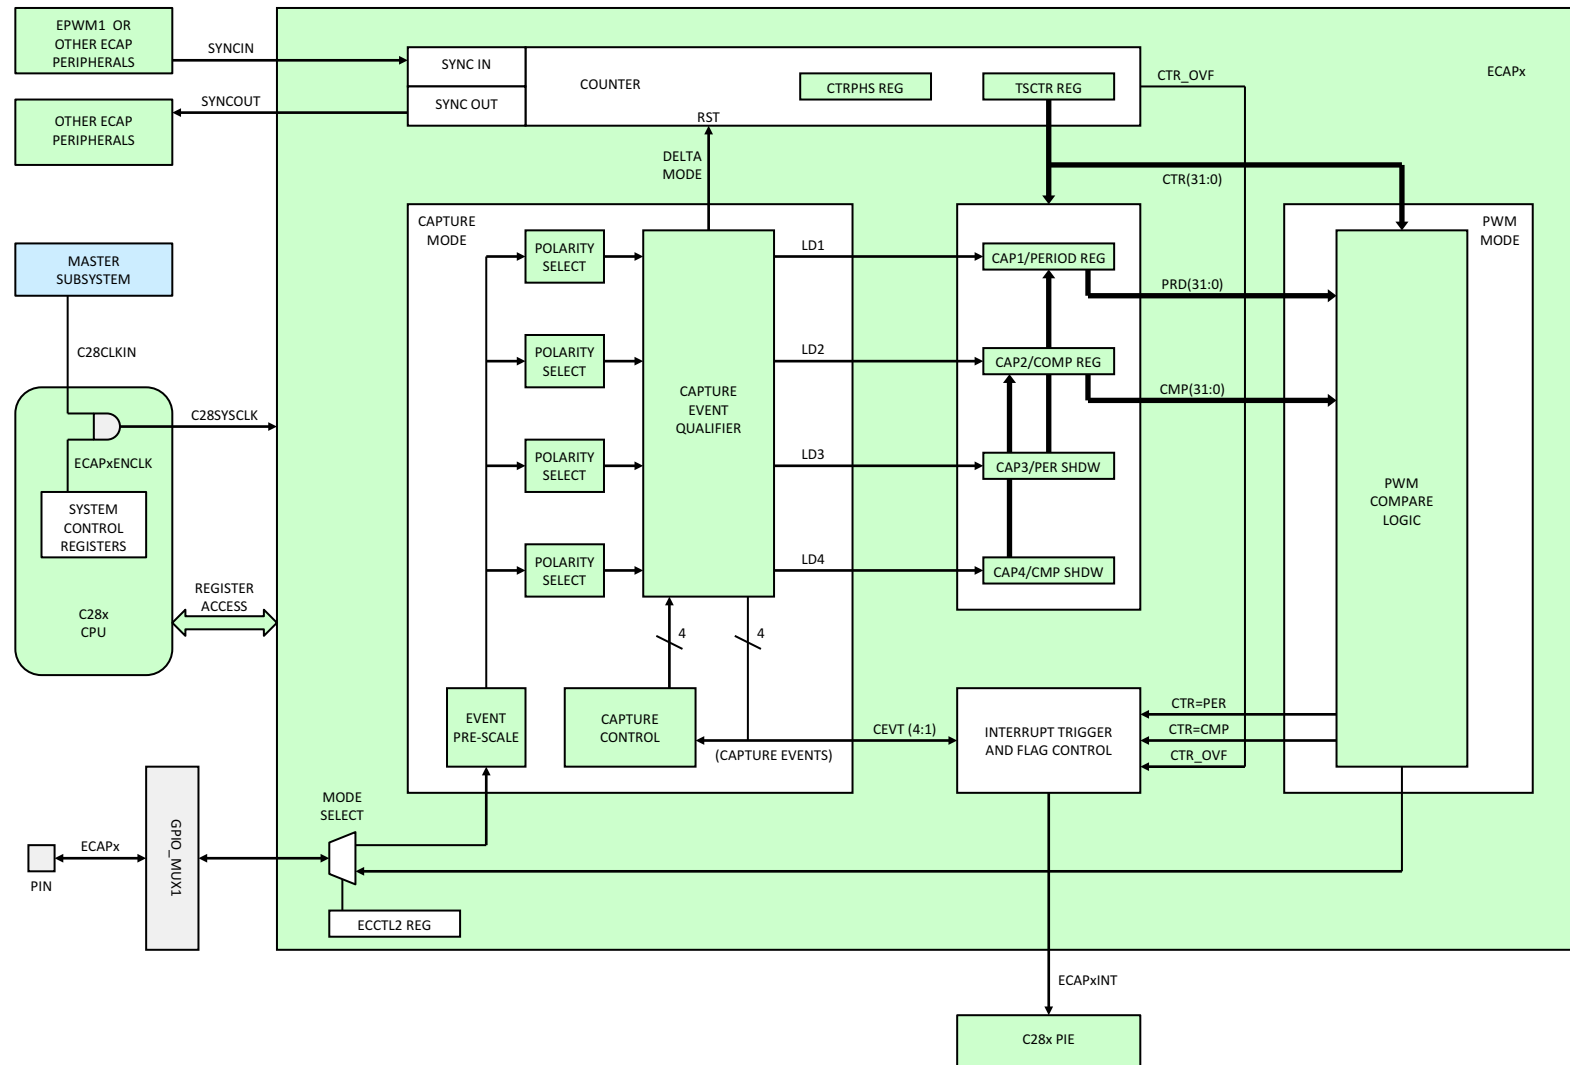 EPWM1 OR
OTHER ECAP
PERIPHERALS
SYNCIN
SYNC IN
COUNTER
CTRPHS REG
TSCTR REG
CTR_OVF
ECAPx
OTHER ECAP
PERIPHERALS
SYNCOUT
SYNC OUT
RST
DELTA
MODE
CTR(31:0)
CAPTURE
MODE
PWM
MODE
MASTER
SUBSYSTEM
C28CLKIN
C28SYSCLK
ECAPxENCLK
SYSTEM
CONTROL
REGISTERS
C28x
CPU
REGISTER
ACCESS
POLARITY
SELECT
POLARITY
SELECT
POLARITY
SELECT
POLARITY
SELECT
CAPTURE
EVENT
QUALIFIER
LD1
LD2
LD3
LD4
CAP1/PERIOD REG
CAP2/COMP REG
CAP3/PER SHDW
CAP4/CMP SHDW
PRD(31:0)
CMP(31:0)
PWM
COMPARE
LOGIC
4
4
EVENT
PRE-SCALE
CAPTURE
CONTROL
CEVT (4:1)
(CAPTURE EVENTS)
INTERRUPT TRIGGER
AND FLAG CONTROL
CTR=PER
CTR=CMP
CTR_OVF
MODE
SELECT
PIN
ECAPx
GPIO_MUX1
ECCTL2 REG
ECAPxINT
C28x PIE